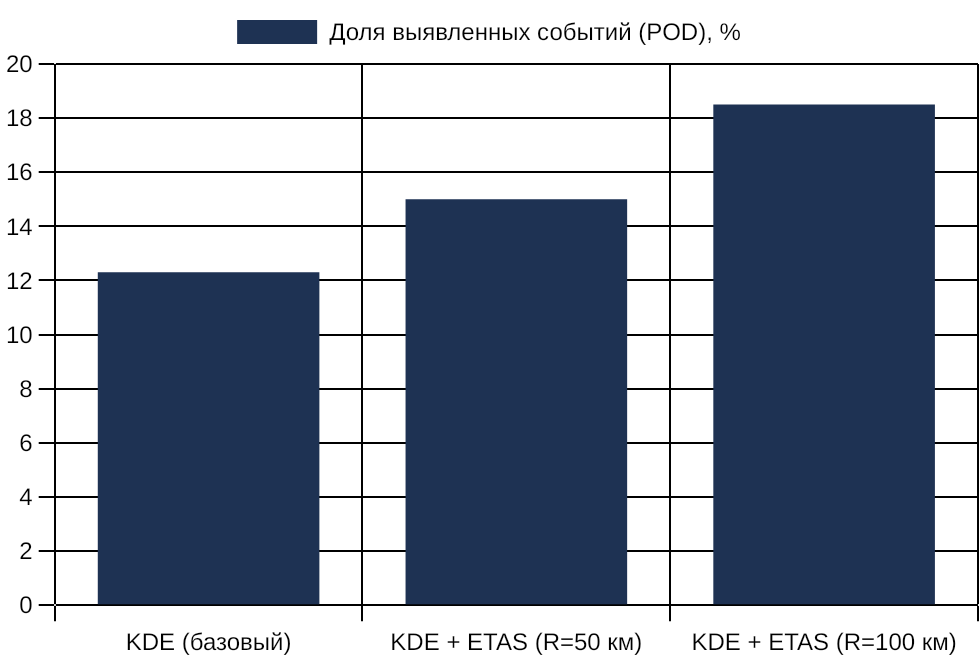 Доля выявленных событий (POD), %
20
18
16
14
12
10
8
6
4
2
0
KDE (базовый)
KDE + ETAS (R=50 км)
KDE + ETAS (R=100 км)